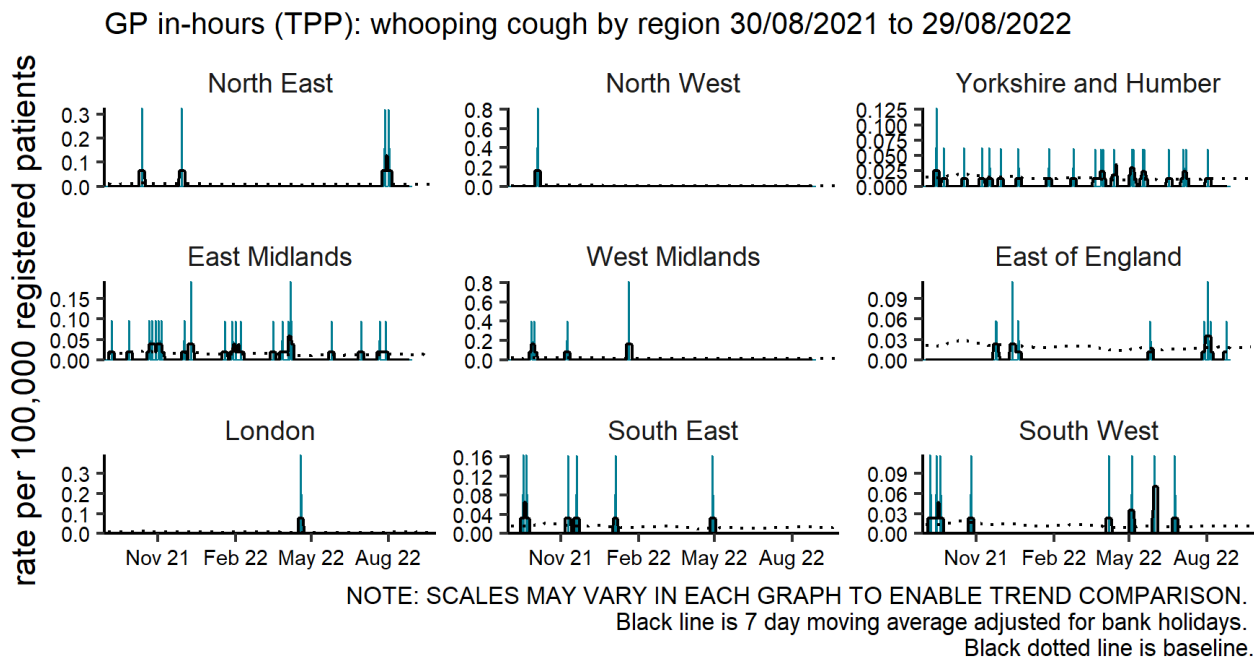 GP in-hours (TPP): whooping cough by region 30/08/2021 to 29/08/2022
rate per 100,000 registered patients
North East
0.3
0.2
0.1
0.0
North West
0.8
0.6
0.4
0.2
0.0
Yorkshire and Humber
0.125
0.100
0.075
0.050
0.025
0.000
East Midlands
0.15
0.10
0.05
0.00
West Midlands
0.8
0.6
0.4
0.2
0.0
East of England
0.09
0.06
0.03
0.00
London
0.3
0.2
0.1
0.0
Nov 21 Feb 22 May 22 Aug 22
South East
0.16
0.12
0.08
0.04
0.00
Nov 21 Feb 22 May 22 Aug 22
South West
0.09
0.06
0.03
0.00
Nov 21 Feb 22 May 22 Aug 22
NOTE: SCALES MAY VARY IN EACH GRAPH TO ENABLE TREND COMPARISON.
Black line is 7 day moving average adjusted for bank holidays.
Black dotted line is baseline.